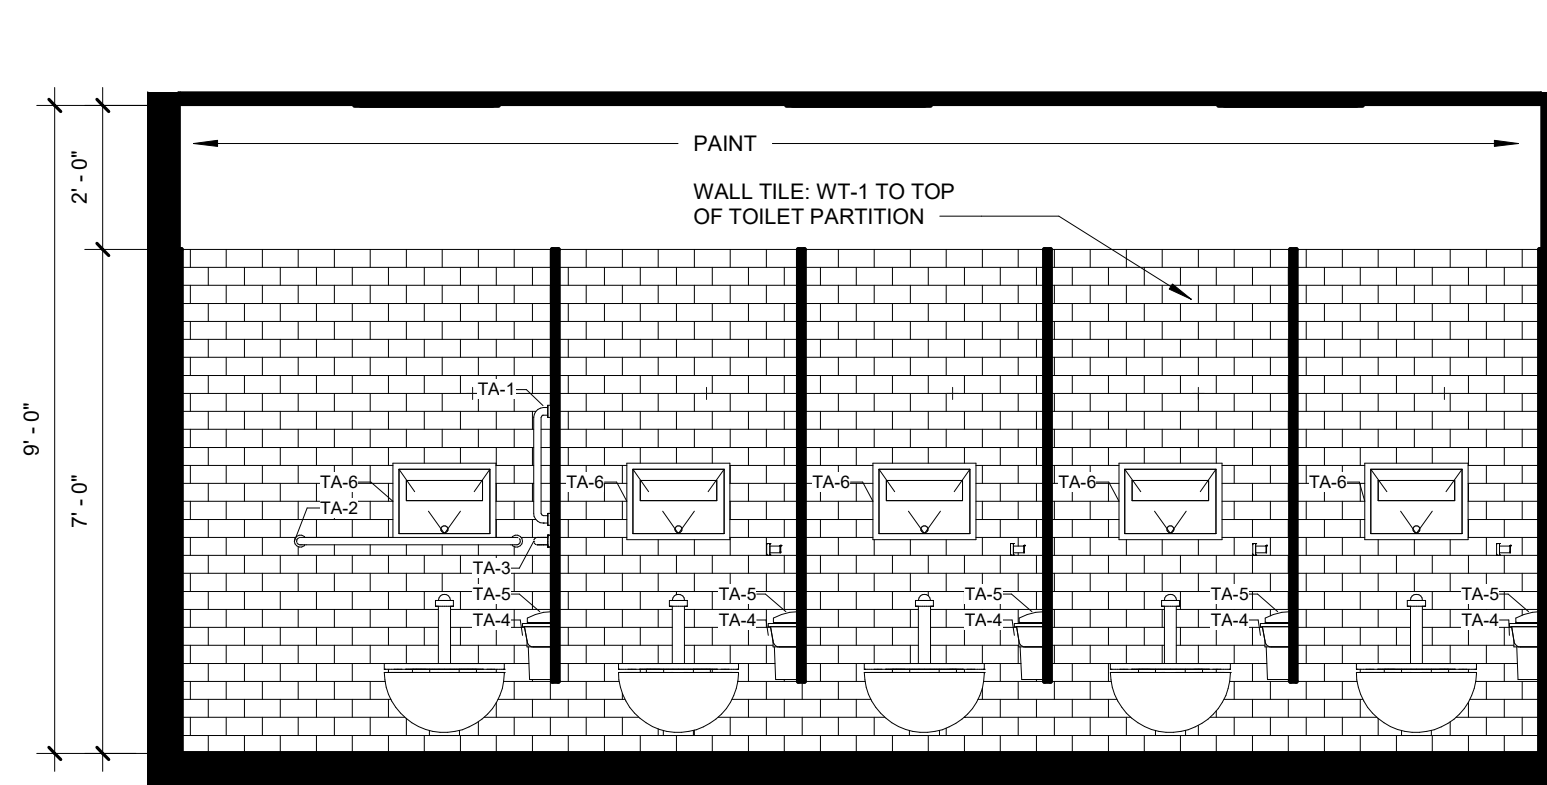 PAINT
2' - 0"
WALL TILE: WT-1 TO TOP
OF TOILET PARTITION
9' - 0"
7' - 0"
TA-1
TA-6
TA-6
TA-6
TA-6
TA-6
TA-2
TA-3
TA-5
TA-5
TA-5
TA-5
TA-5
TA-4
TA-4
TA-4
TA-4
TA-4